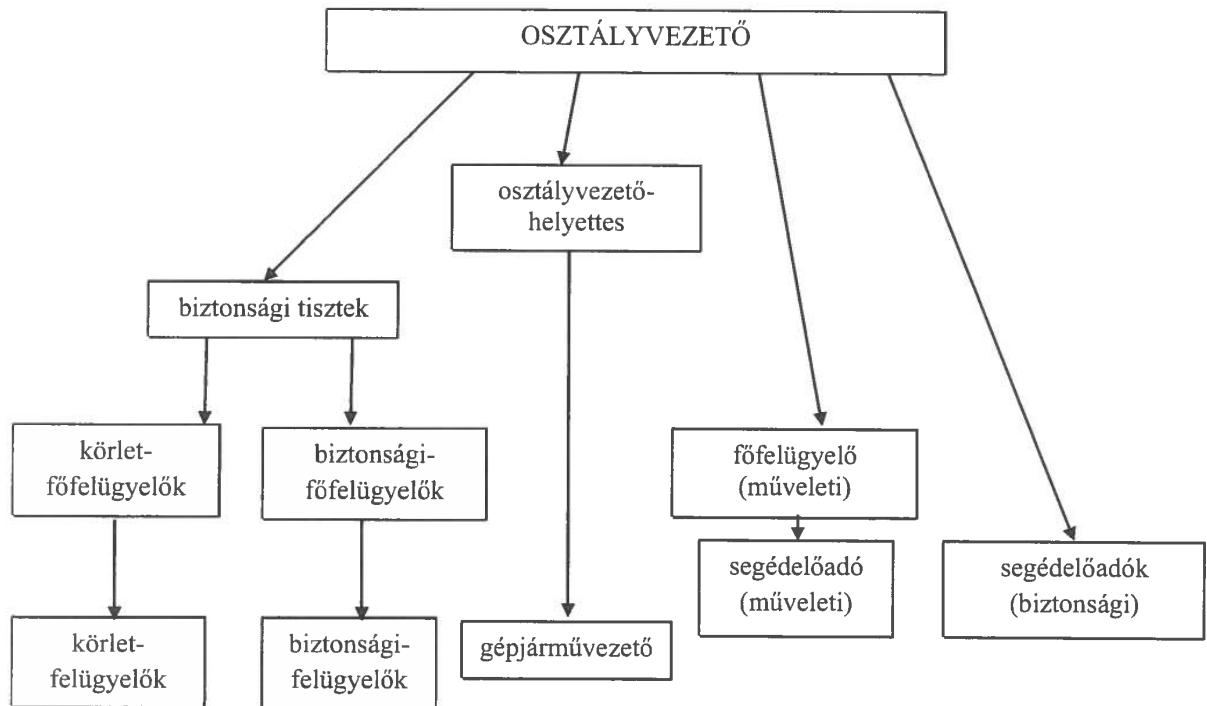 OSZTÁLYVEZETŐ
osztályvezető-
helyettes
biztonsági tisztek
körlet-
főfelügyelők
biztonsági-
főfelügyelők
főfelügyelő
(műveleti)
segédelőadó
(műveleti)
segédelőadók
(biztonsági)
körlet-
felügyelők
biztonsági-
felügyelők
gépjárművezető